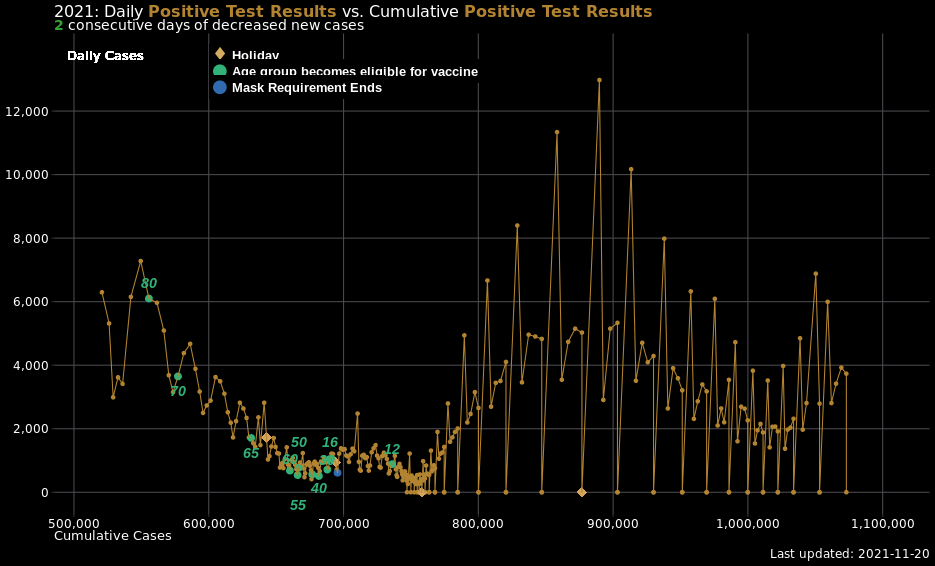 2021: Daily Positive Test Results vs. Cumulative Positive Test Results
2 consecutive days of decreased new cases
Daily Cases
Holiday
Age group becomes eligible for vaccine
Mask Requirement Ends
12,000
10,000
8,000
6,000
4,000
2,000
0
80
70
65
60
50
55
40
16
12
500,000 600,000 700,000 800,000 900,000 1,000,000 1,100,000
Cumulative Cases
Last updated: 2021-11-20